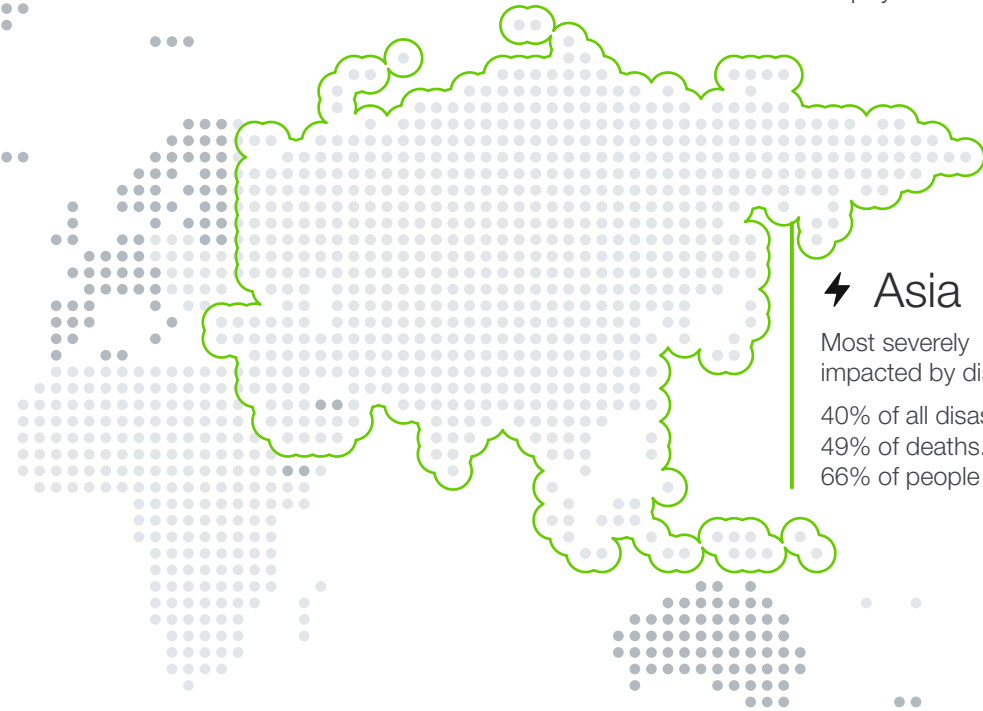 Asia
Most severely
impacted by
40% of all
49% of deaths.
66% of people